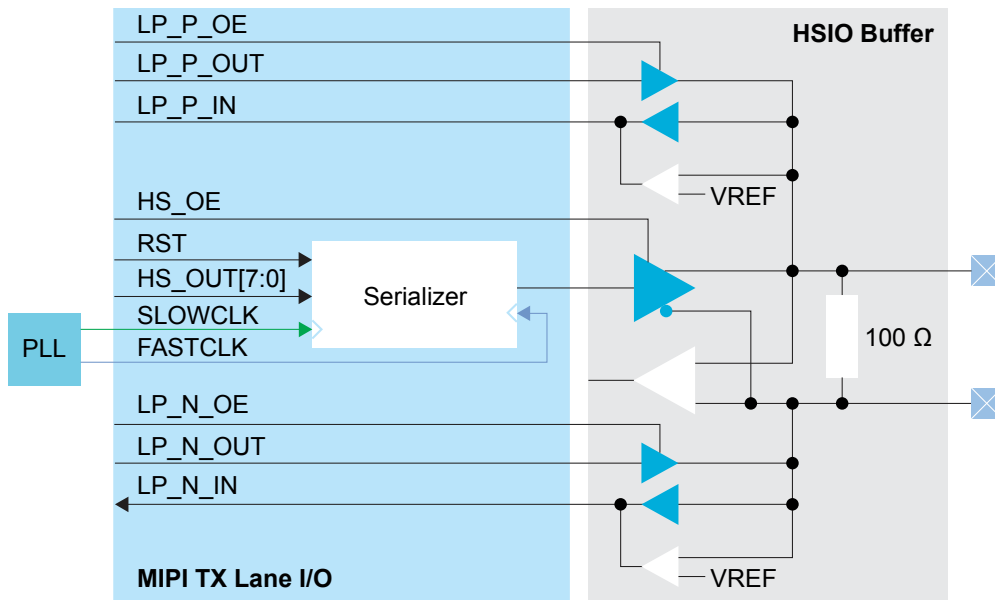 LP_P_OE
HSIO Buffer
LP_P_OUT
LP_P_IN
VREF
HS_OE
RST
HS_OUT[7:0]
Serializer
SLOWCLK
PLL
FASTCLK
100 Ω
LP_N_OE
LP_N_OUT
LP_N_IN
MIPI TX Lane I/O
VREF